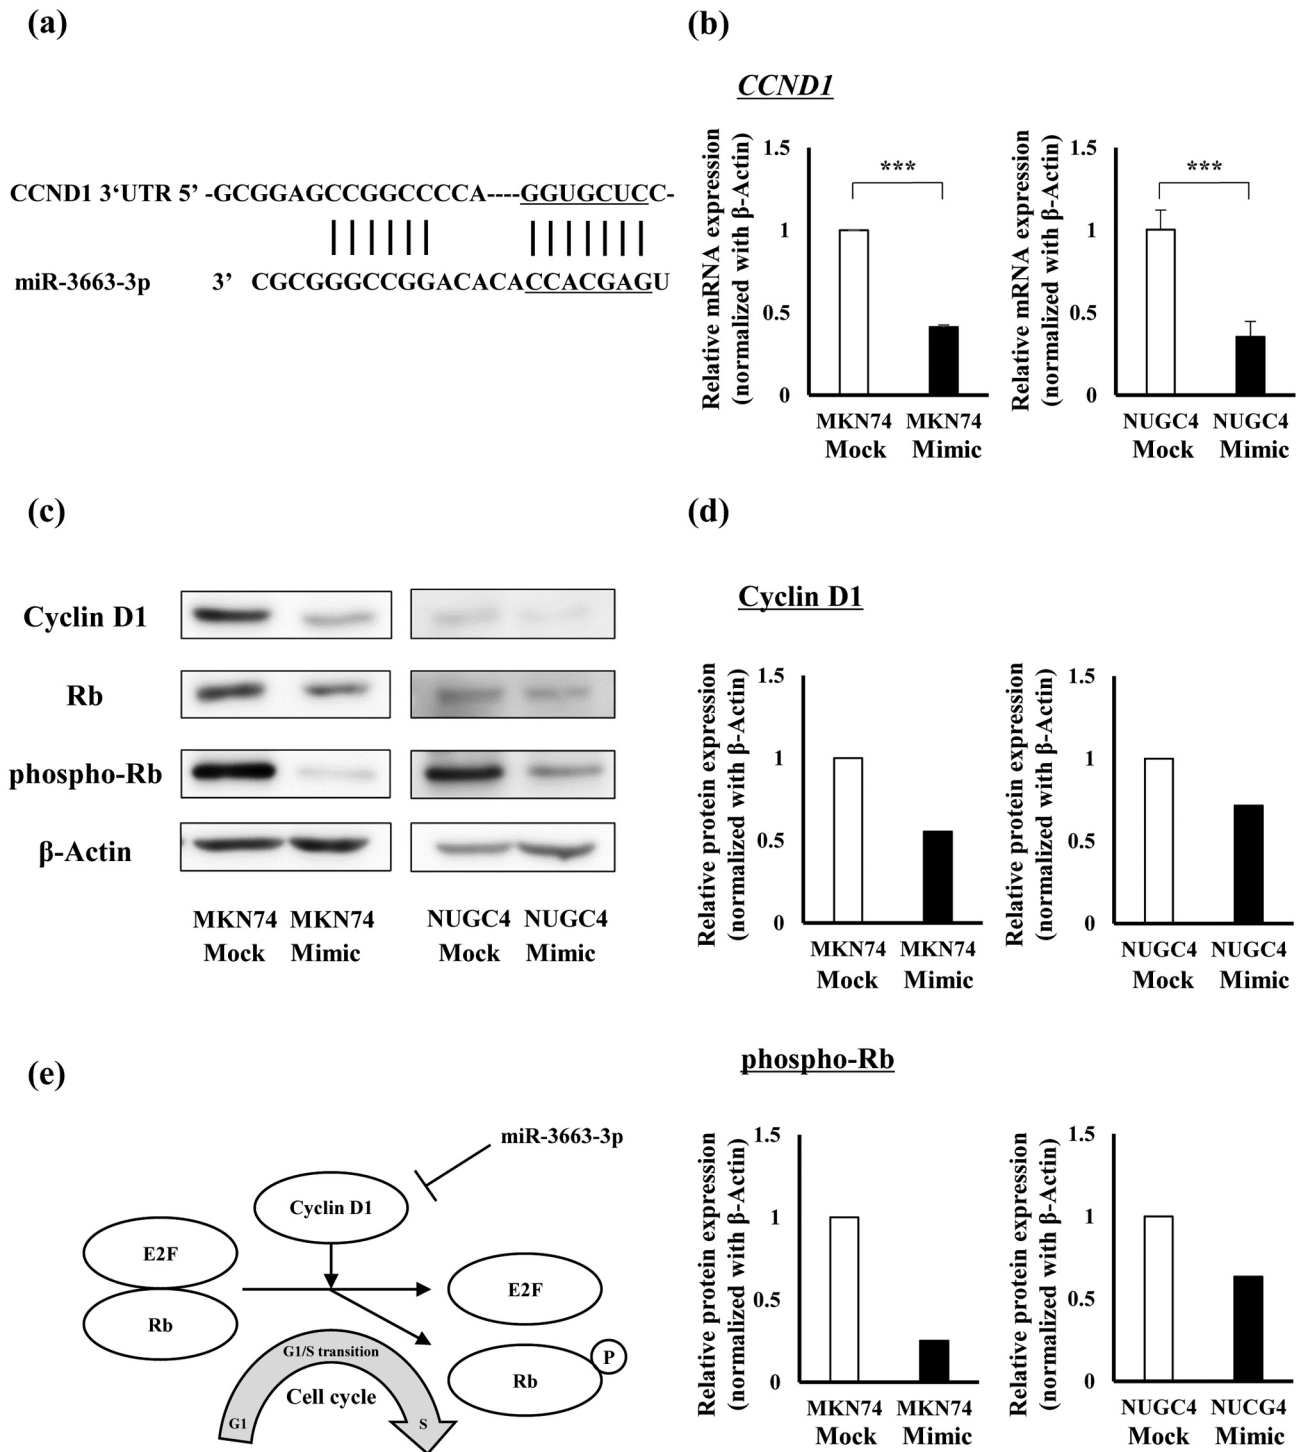 (a)
CCND1 3‘UTR 5’ -GCGGAGCCGGCCCCA----GGUGCUCC-
miR-3663-3p 3’ CGCGGGCCGGACACACCACGAGU
(b)
CCND1
Relative mRNA expression
(normalized with β-Actin)
1.5
1
0.5
0
***
MKN74 MKN74
Mock Mimic
Relative mRNA expression
(normalized with β-Actin)
1.5
1
0.5
0
***
NUGC4 NUGC4
Mock Mimic
(c)
Cyclin D1
Rb
phospho-Rb
β-Actin
MKN74 MKN74 NUGC4 NUGC4
Mock Mimic Mock Mimic
(d)
Cyclin D1
Relative protein expression
(normalized with β-Actin)
1.5
1
0.5
0
MKN74 MKN74
Mock Mimic
Relative protein expression
(normalized with β-Actin)
1.5
1
0.5
0
NUGC4 NUGC4
Mock Mimic
phospho-Rb
Relative protein expression
(normalized with β-Actin)
1.5
1
0.5
0
MKN74 MKN74
Mock Mimic
Relative protein expression
(normalized with β-Actin)
1.5
1
0.5
0
NUGC4 NUCG4
Mock Mimic
(e)
miR-3663-3p
Cyclin D1
E2F
Rb
E2F
Rb
P
G1/S transition
Cell cycle
G1
S